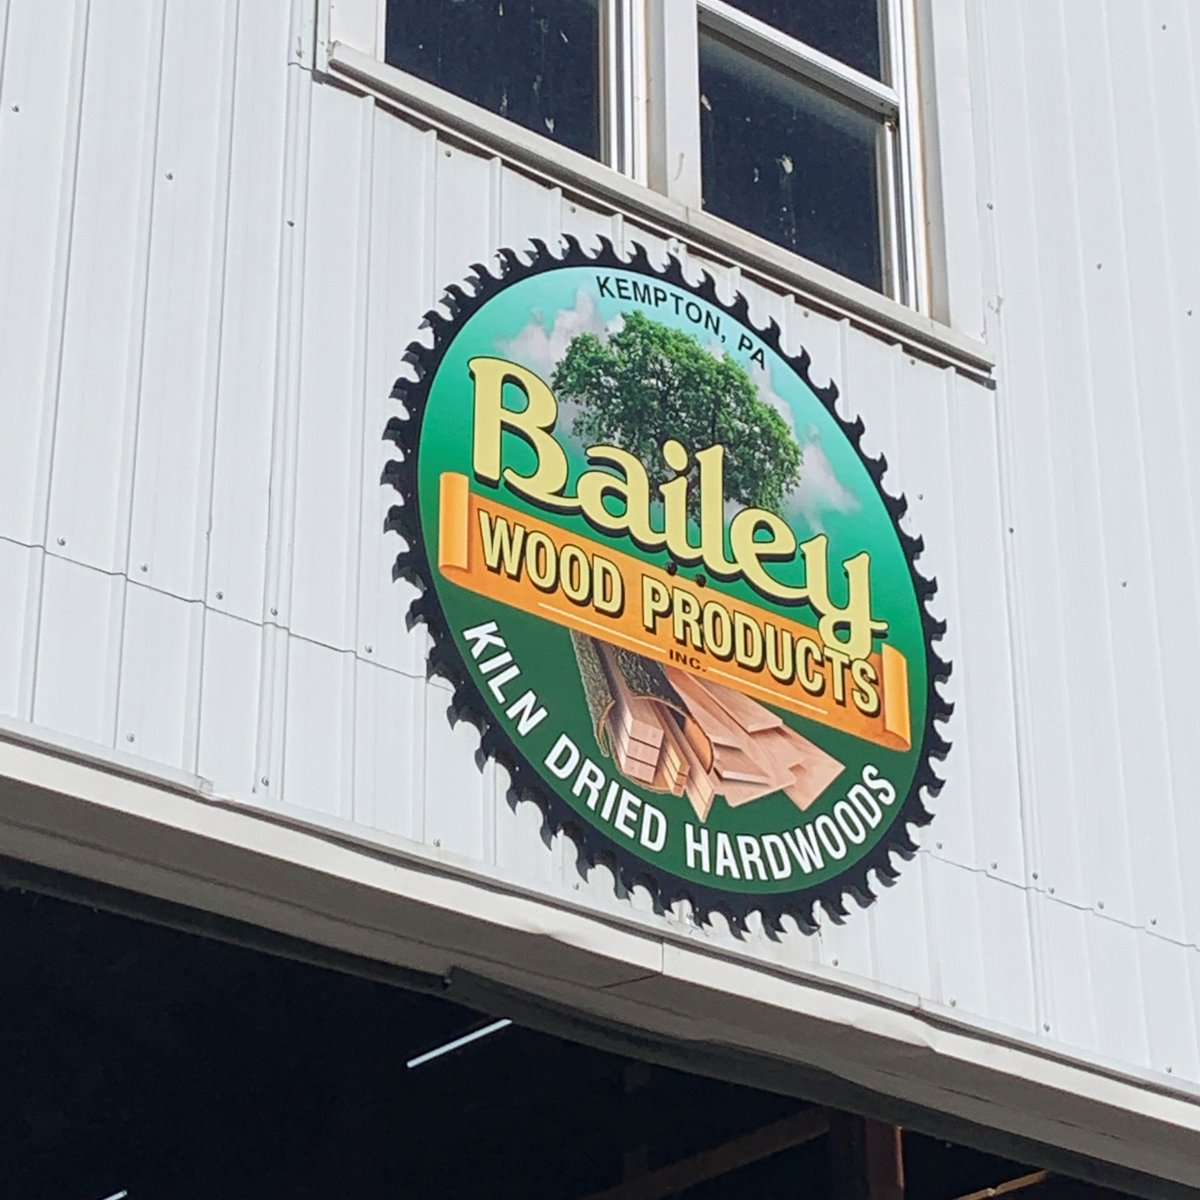 KEMPTON, PA
Bailey
WOOD PRODUCTS
INC.
KILN DRIED HARDWOODS